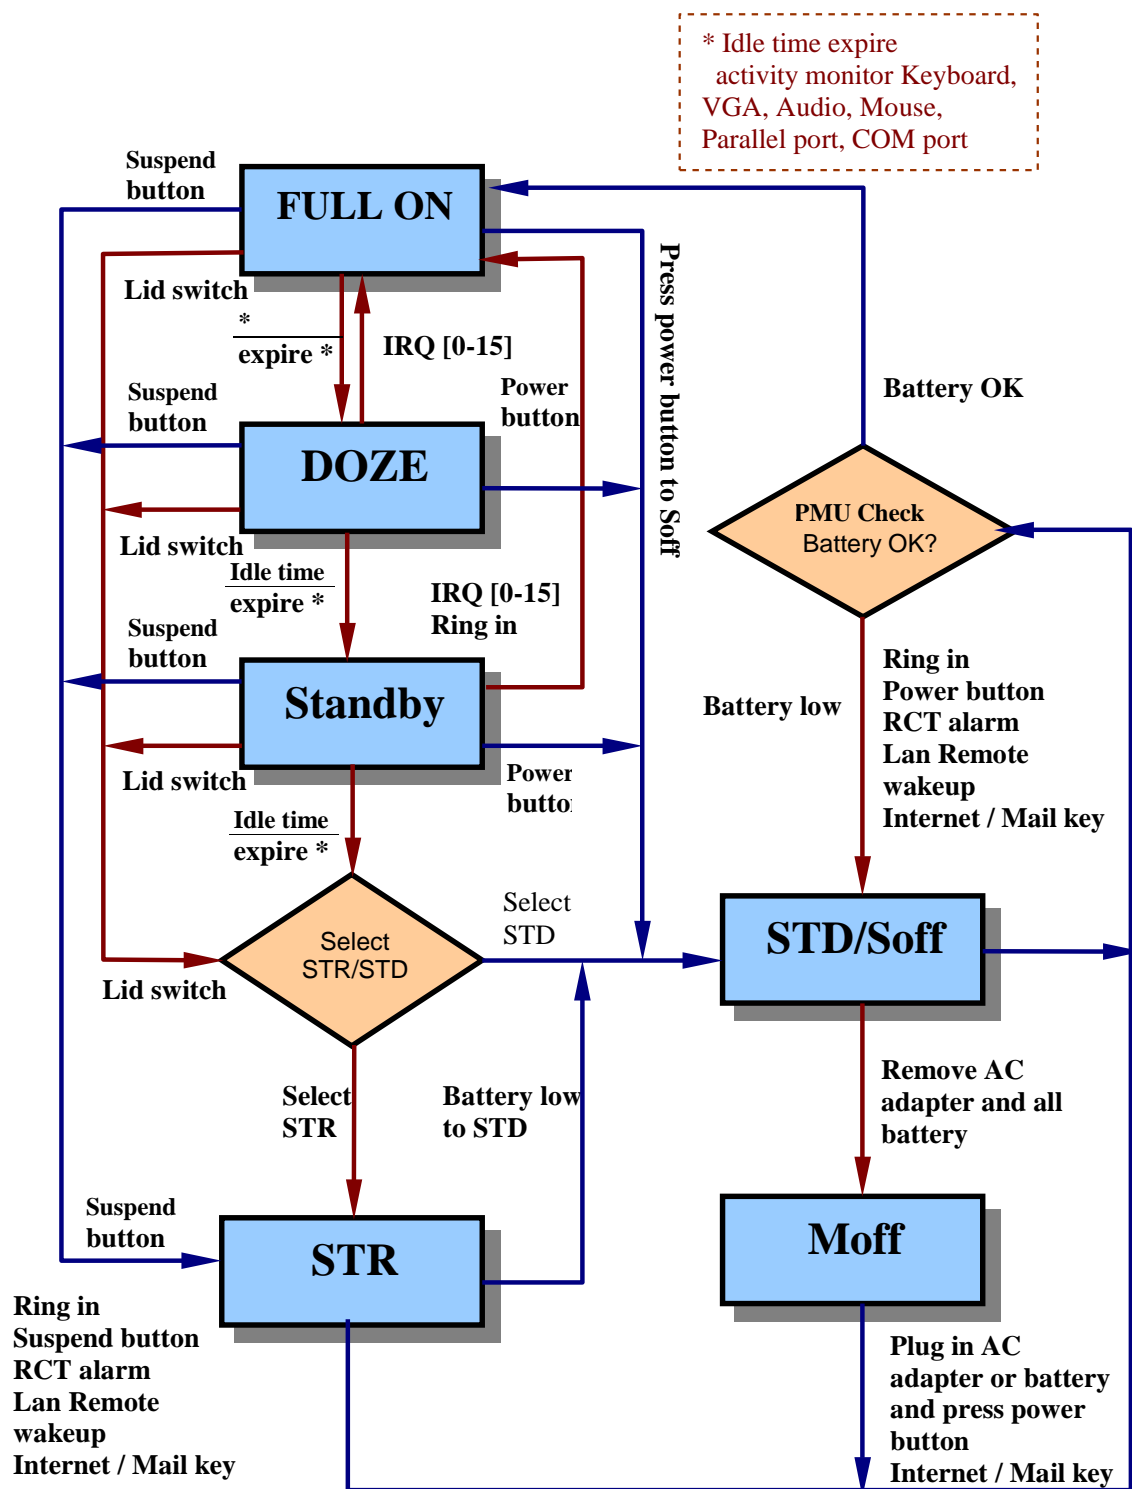 * Idle time expire
activity monitor Keyboard,
VGA, Audio, Mouse,
Parallel port, COM port
Suspend
button
FULL ON
Lid switch
*
expire *
IRQ [0-15]
Press power button to Soff
Suspend
button
Power
button
Battery OK
DOZE
PMU Check
Battery OK?
Lid switch
Idle time
expire *
IRQ [0-15]
Ring in
Suspend
button
Standby
Battery low
Ring in
Power button
RCT alarm
Lan Remote
wakeup
Internet / Mail key
Lid switch
Power
Idle time
expire *
Select
STD
Select
STR/STD
STD/Soff
Lid switch
Select
STR
Battery low
to STD
Remove AC
adapter and all
battery
Suspend
button
STR
Moff
Ring in
Suspend button
RCT alarm
Lan Remote
wakeup
Internet / Mail key
Plug in AC
adapter or battery
and press power
button
Internet / Mail key